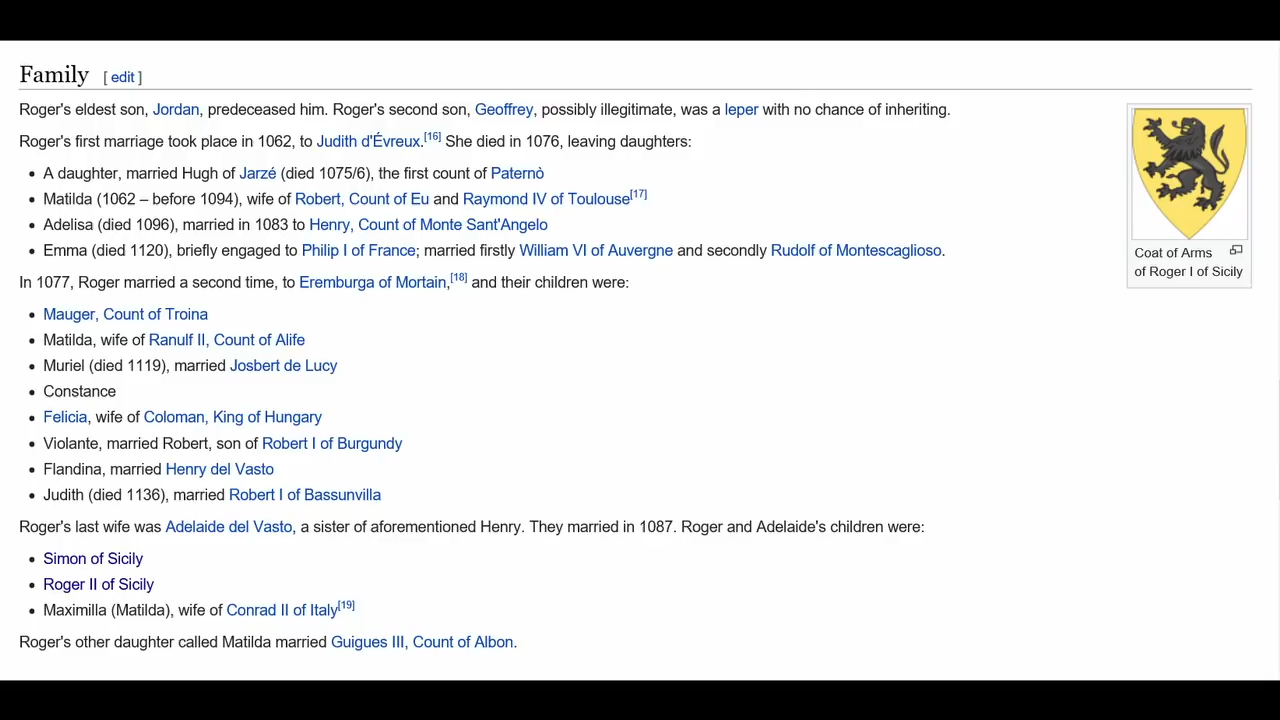 Family [ edit ]
Roger's eldest son, Jordan, predeceased him. Roger's second son, Geoffrey, possibly illegitimate, was a leper with no chance of inheriting.
Roger's first marriage took place in 1062, to Judith d'Évreux.[16] She died in 1076, leaving daughters:
• A daughter, married Hugh of Jarzé (died 1075/6), the first count of Paternò
• Matilda (1062 – before 1094), wife of Robert, Count of Eu and Raymond IV of Toulouse[17]
• Adelisa (died 1096), married in 1083 to Henry, Count of Monte Sant'Angelo
• Emma (died 1120), briefly engaged to Philip I of France; married firstly William VI of Auvergne and secondly Rudolf of Montescaglioso.
In 1077, Roger married a second time, to Eremburga of Mortain,[18] and their children were:
• Mauger, Count of Troina
• Matilda, wife of Ranulf II, Count of Alife
• Muriel (died 1119), married Josbert de Lucy
• Constance
• Felicia, wife of Coloman, King of Hungary
• Violante, married Robert, son of Robert I of Burgundy
• Flandina, married Henry del Vasto
• Judith (died 1136), married Robert I of Bassunvilla
Roger's last wife was Adelaide del Vasto, a sister of aforementioned Henry. They married in 1087. Roger and Adelaide's children were:
• Simon of Sicily
• Roger II of Sicily
• Maximilla (Matilda), wife of Conrad II of Italy[19]
Roger's other daughter called Matilda married Guigues III, Count of Albon.
Coat of Arms
of Roger I of Sicily